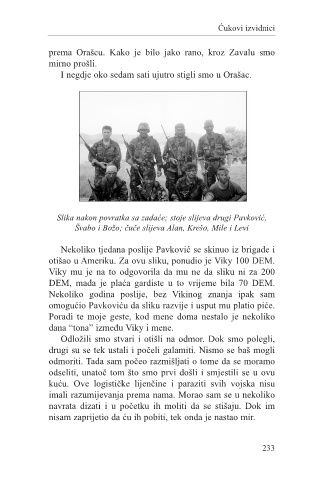 Ćukovi izvidnici
prema Orašcu. Kako je bilo jako rano, kroz Zavalu smo
mirno prošli.
I negdje oko sedam sati ujutro stigli smo u Orašac.
Slika nakon povratka sa zadaće; stoje slijeva drugi Pavković,
Švabo i Božo; čuče slijeva Alan, Krešo, Mile i Levi
Nekoliko tjedana poslije Pavković se skinuo iz brigade i
otišao u Ameriku. Za ovu sliku, ponudio je Viky 100 DEM.
Viky mu je na to odgovorila da mu ne da sliku ni za 200
DEM, mada je plaća gardiste u to vrijeme bila 70 DEM.
Nekoliko godina poslije, bez Vikinog znanja ipak sam
omogućio Pavkoviću da sliku razvije i usput mu platio piće.
Poradi te moje geste, kod mene doma nestalo je nekoliko
dana “tona” između Viky i mene.
Odložili smo stvari i otišli na odmor. Dok smo polegli,
drugi su se tek ustali i počeli galamiti. Nismo se baš mogli
odmoriti. Tada sam počeo razmišljati o tome da se moramo
odseliti, unatoč tom što smo prvi došli i smjestili se u ovu
kuću. Ove logističke lijenčine i paraziti svih vojska nisu
imali razumijevanja prema nama. Morao sam se u nekoliko
navrata dizati i u početku ih moliti da se stišaju. Dok im
nisam zaprijetio da ću ih pobiti, tek onda je nastao mir.
233